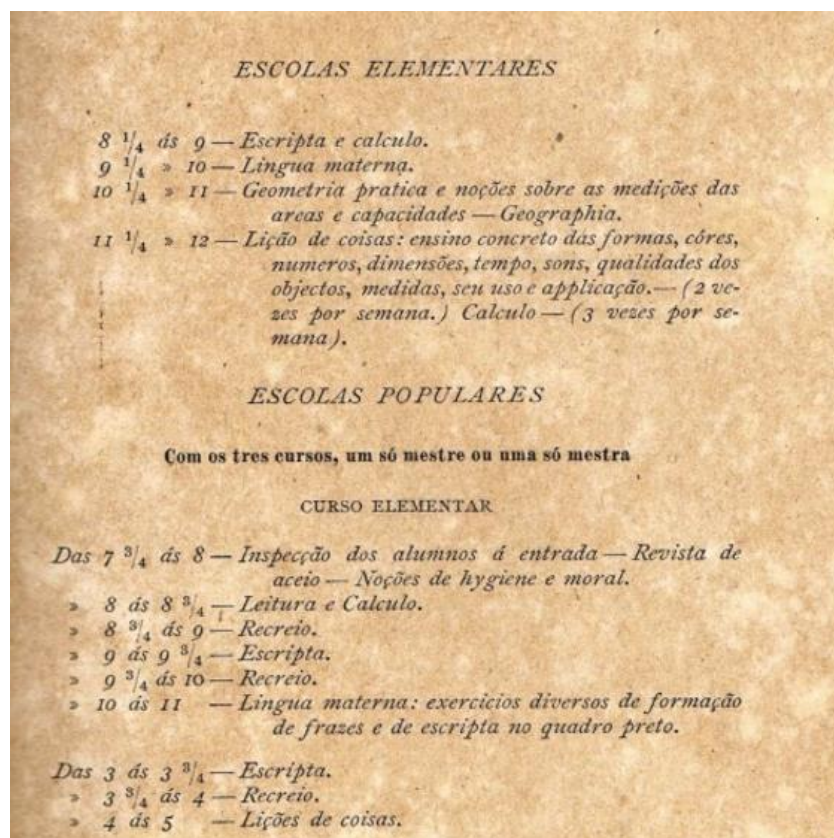 ESCOLAS ELEMENTARES
8 1/4 ás 9 — Escripta e calculo.
9 1/4 » 10 — Lingua materna.
10 1/4 » 11 — Geometria pratica e noções sobre as medições das
areas e capacidades — Geographia.
11 1/4 » 12 — Lição de coisas: ensino concreto das formas, côres,
numeros, dimensões, tempo, sons, qualidades dos
objectos, medidas, seu uso e applicação. — (2 ve-
zes por semana.) Calculo — (3 vezes por se-
mana).
ESCOLAS POPULARES
Com os tres cursos, um só mestre ou uma só mestra
CURSO ELEMENTAR
Das 7 3/4 ás 8 — Inspecção dos alumnos á entrada — Revista de
aceio — Noções de hygiene e moral.
» 8 ás 8 3/4 — Leitura e Calculo.
» 8 3/4 ás 9 — Recreio.
» 9 ás 9 3/4 — Escripta.
» 9 3/4 ás 10 — Recreio.
» 10 ás 11 — Lingua materna: exercicios diversos de formação
de frazes e de escripta no quadro preto.
Das 3 ás 3 3/4 — Escripta.
» 3 3/4 ás 4 — Recreio.
» 4 ás 5 — Lições de coisas.